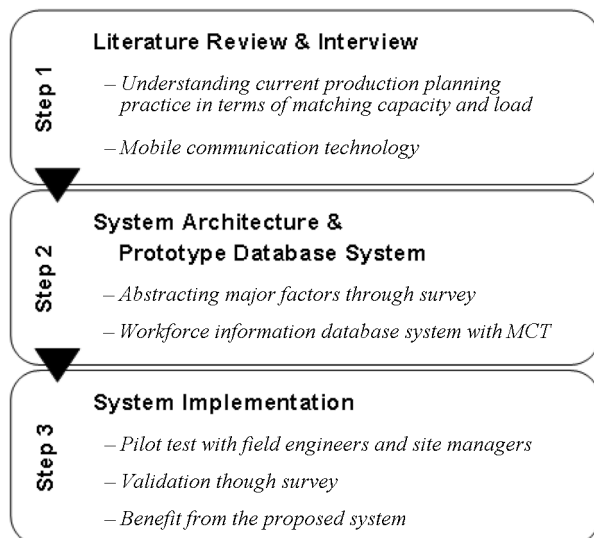 Step 1
Literature Review & Interview
– Understanding current production planning
practice in terms of matching capacity and load
– Mobile communication technology
Step 2
System Architecture &
Prototype Database System
– Abstracting major factors through survey
– Workforce information database system with MCT
Step 3
System Implementation
– Pilot test with field engineers and site managers
– Validation though survey
– Benefit from the proposed system